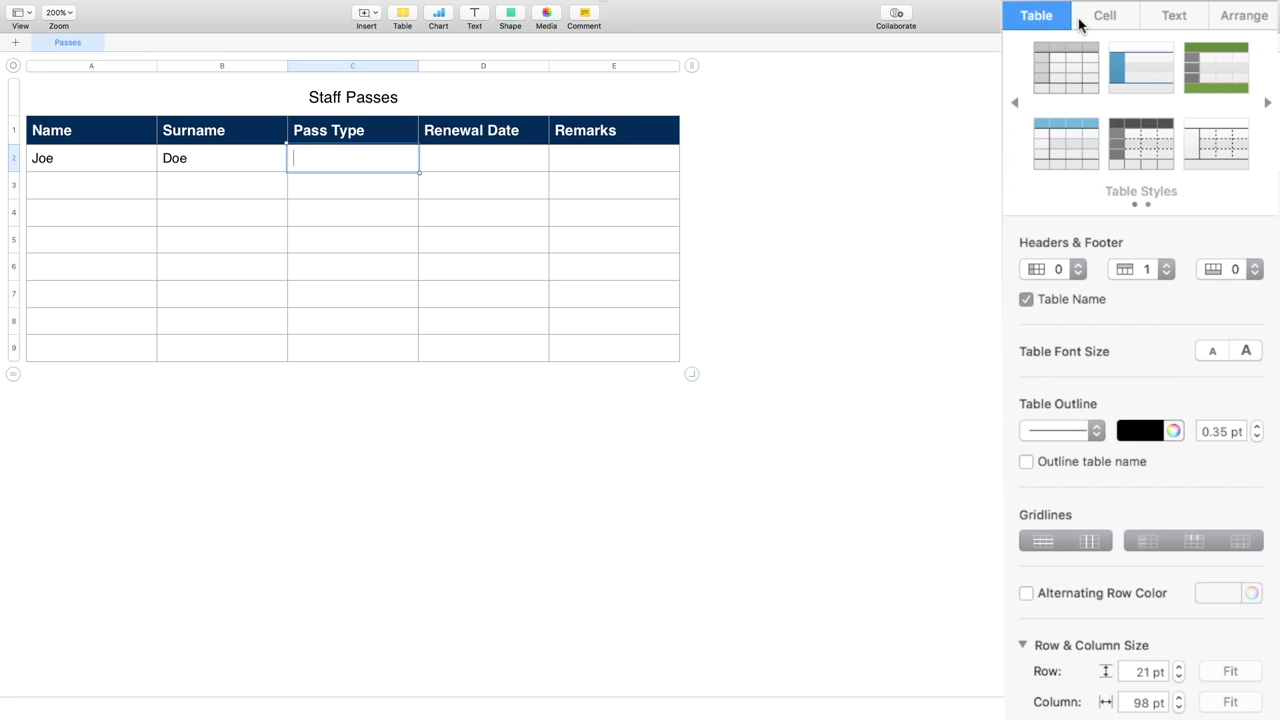 200%
View
Zoom
Insert
Table
Chart
Text
Shape
Media
Comment
Collaborate
Table
Cell
Text
Arrange
+
Passes
A
B
C
D
E
Staff Passes
1
Name
Surname
Pass Type
Renewal Date
Remarks
2
Joe
Doe
3
4
5
6
7
8
9
Table Styles
Headers & Footer
0
1
0
Table Name
Table Font Size
A
A
Table Outline
0.35 pt
Outline table name
Gridlines
Alternating Row Color
Row & Column Size
Row:
21 pt
Fit
Column:
98 pt
Fit